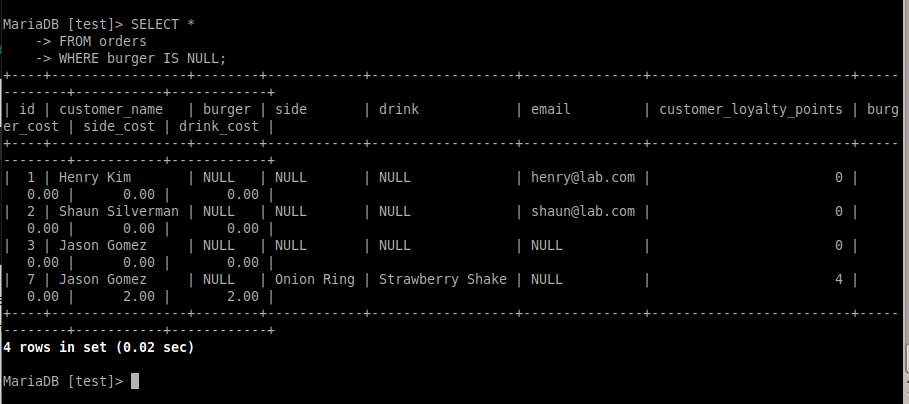 MariaDB [test]> SELECT *
    -> FROM orders
    -> WHERE burger IS NULL;
+----+-----------------+--------+------------+------------------+--------------+-------------------------+-----
--------+-----------+------------+
| id | customer_name   | burger | side       | drink            | email        | customer_loyalty_points | burg
er_cost | side_cost | drink_cost |
+----+-----------------+--------+------------+------------------+--------------+-------------------------+-----
--------+-----------+------------+
|  1 | Henry Kim       | NULL   | NULL       | NULL             | henry@lab.com |                       0 |
   0.00 |      0.00 |       0.00 |
|  2 | Shaun Silverman | NULL   | NULL       | NULL             | shaun@lab.com |                       0 |
   0.00 |      0.00 |       0.00 |
|  3 | Jason Gomez     | NULL   | NULL       | NULL             | NULL         |                       0 |
   0.00 |      0.00 |       0.00 |
|  7 | Jason Gomez     | NULL   | Onion Ring | Strawberry Shake | NULL         |                       4 |
   0.00 |      2.00 |       2.00 |
+----+-----------------+--------+------------+------------------+--------------+-------------------------+-----
--------+-----------+------------+
4 rows in set (0.02 sec)
MariaDB [test]>